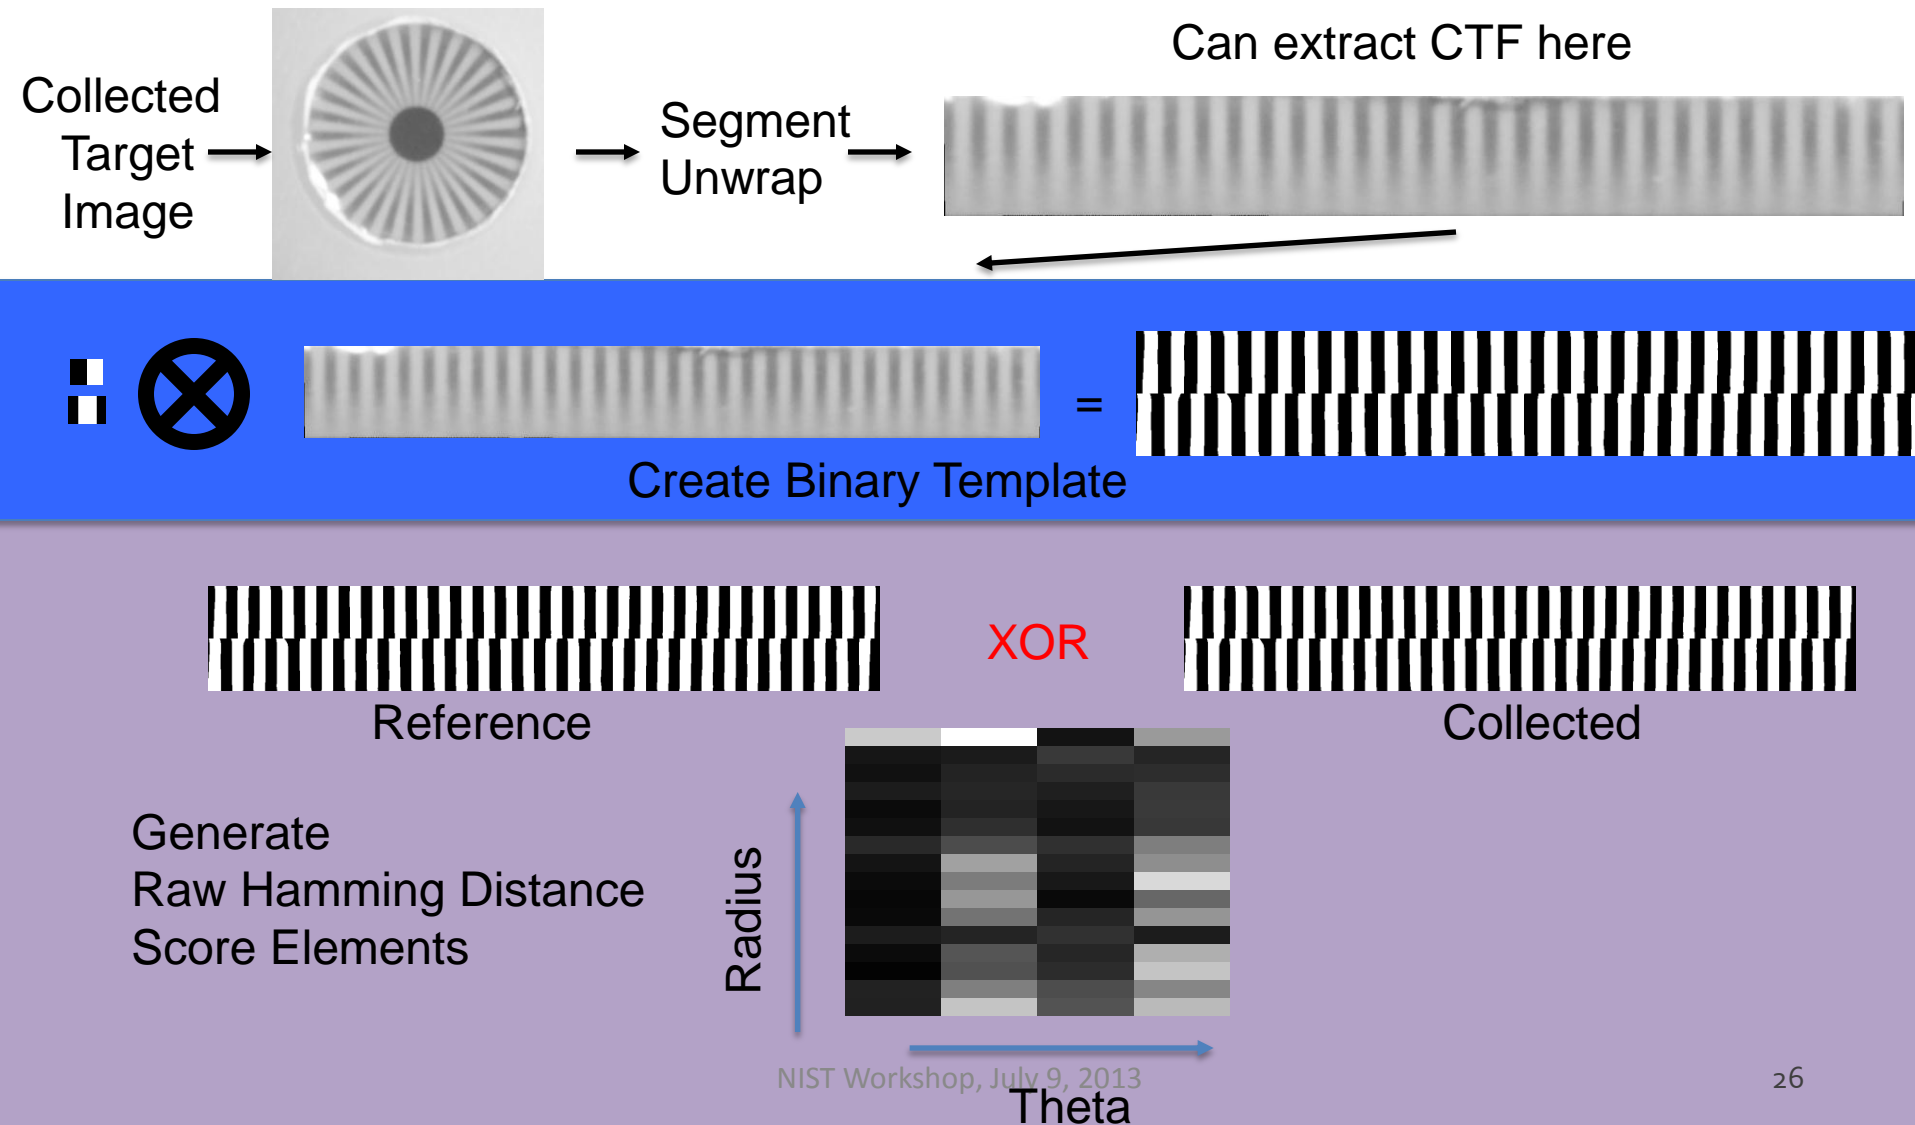 Collected
Target
Image
Segment
Unwrap
Can extract CTF here
=
Create Binary Template
XOR
Reference
Collected
Generate
Raw Hamming Distance
Score Elements
Radius
Theta
NIST Workshop, July 9, 2013
26